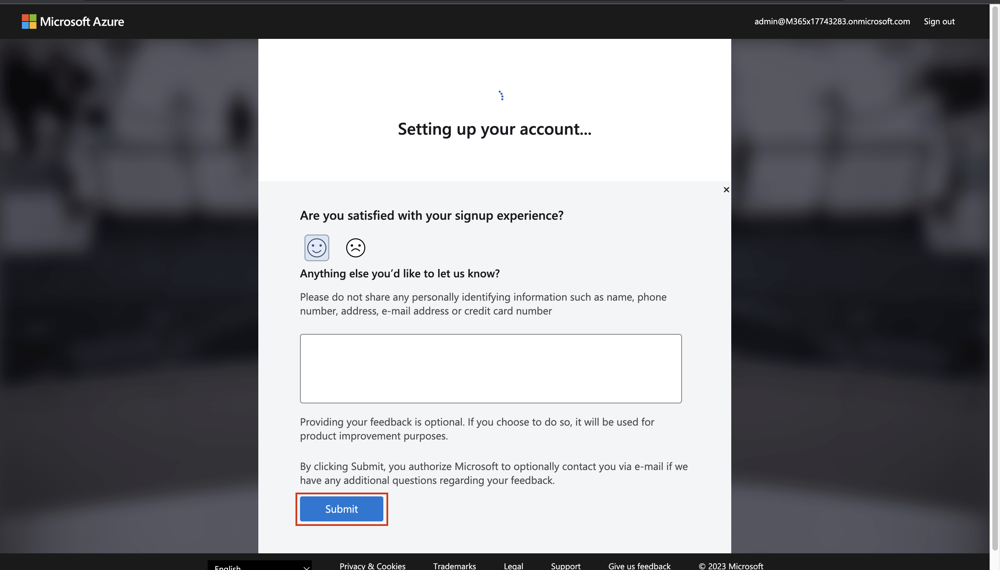 Microsoft Azure
admin@M365x17743283.onmicrosoft.com
Sign out
Setting up your account...
Are you satisfied with your signup experience?
Anything else you’d like to let us know?
Please do not share any personally identifying information such as name, phone
number, address, e-mail address or credit card number
Providing your feedback is optional. If you choose to do so, it will be used for
product improvement purposes.
By clicking Submit, you authorize Microsoft to optionally contact you via e-mail if we
have any additional questions regarding your feedback.
Submit
English
Privacy & Cookies
Trademarks
Legal
Support
Give us feedback
© 2023 Microsoft